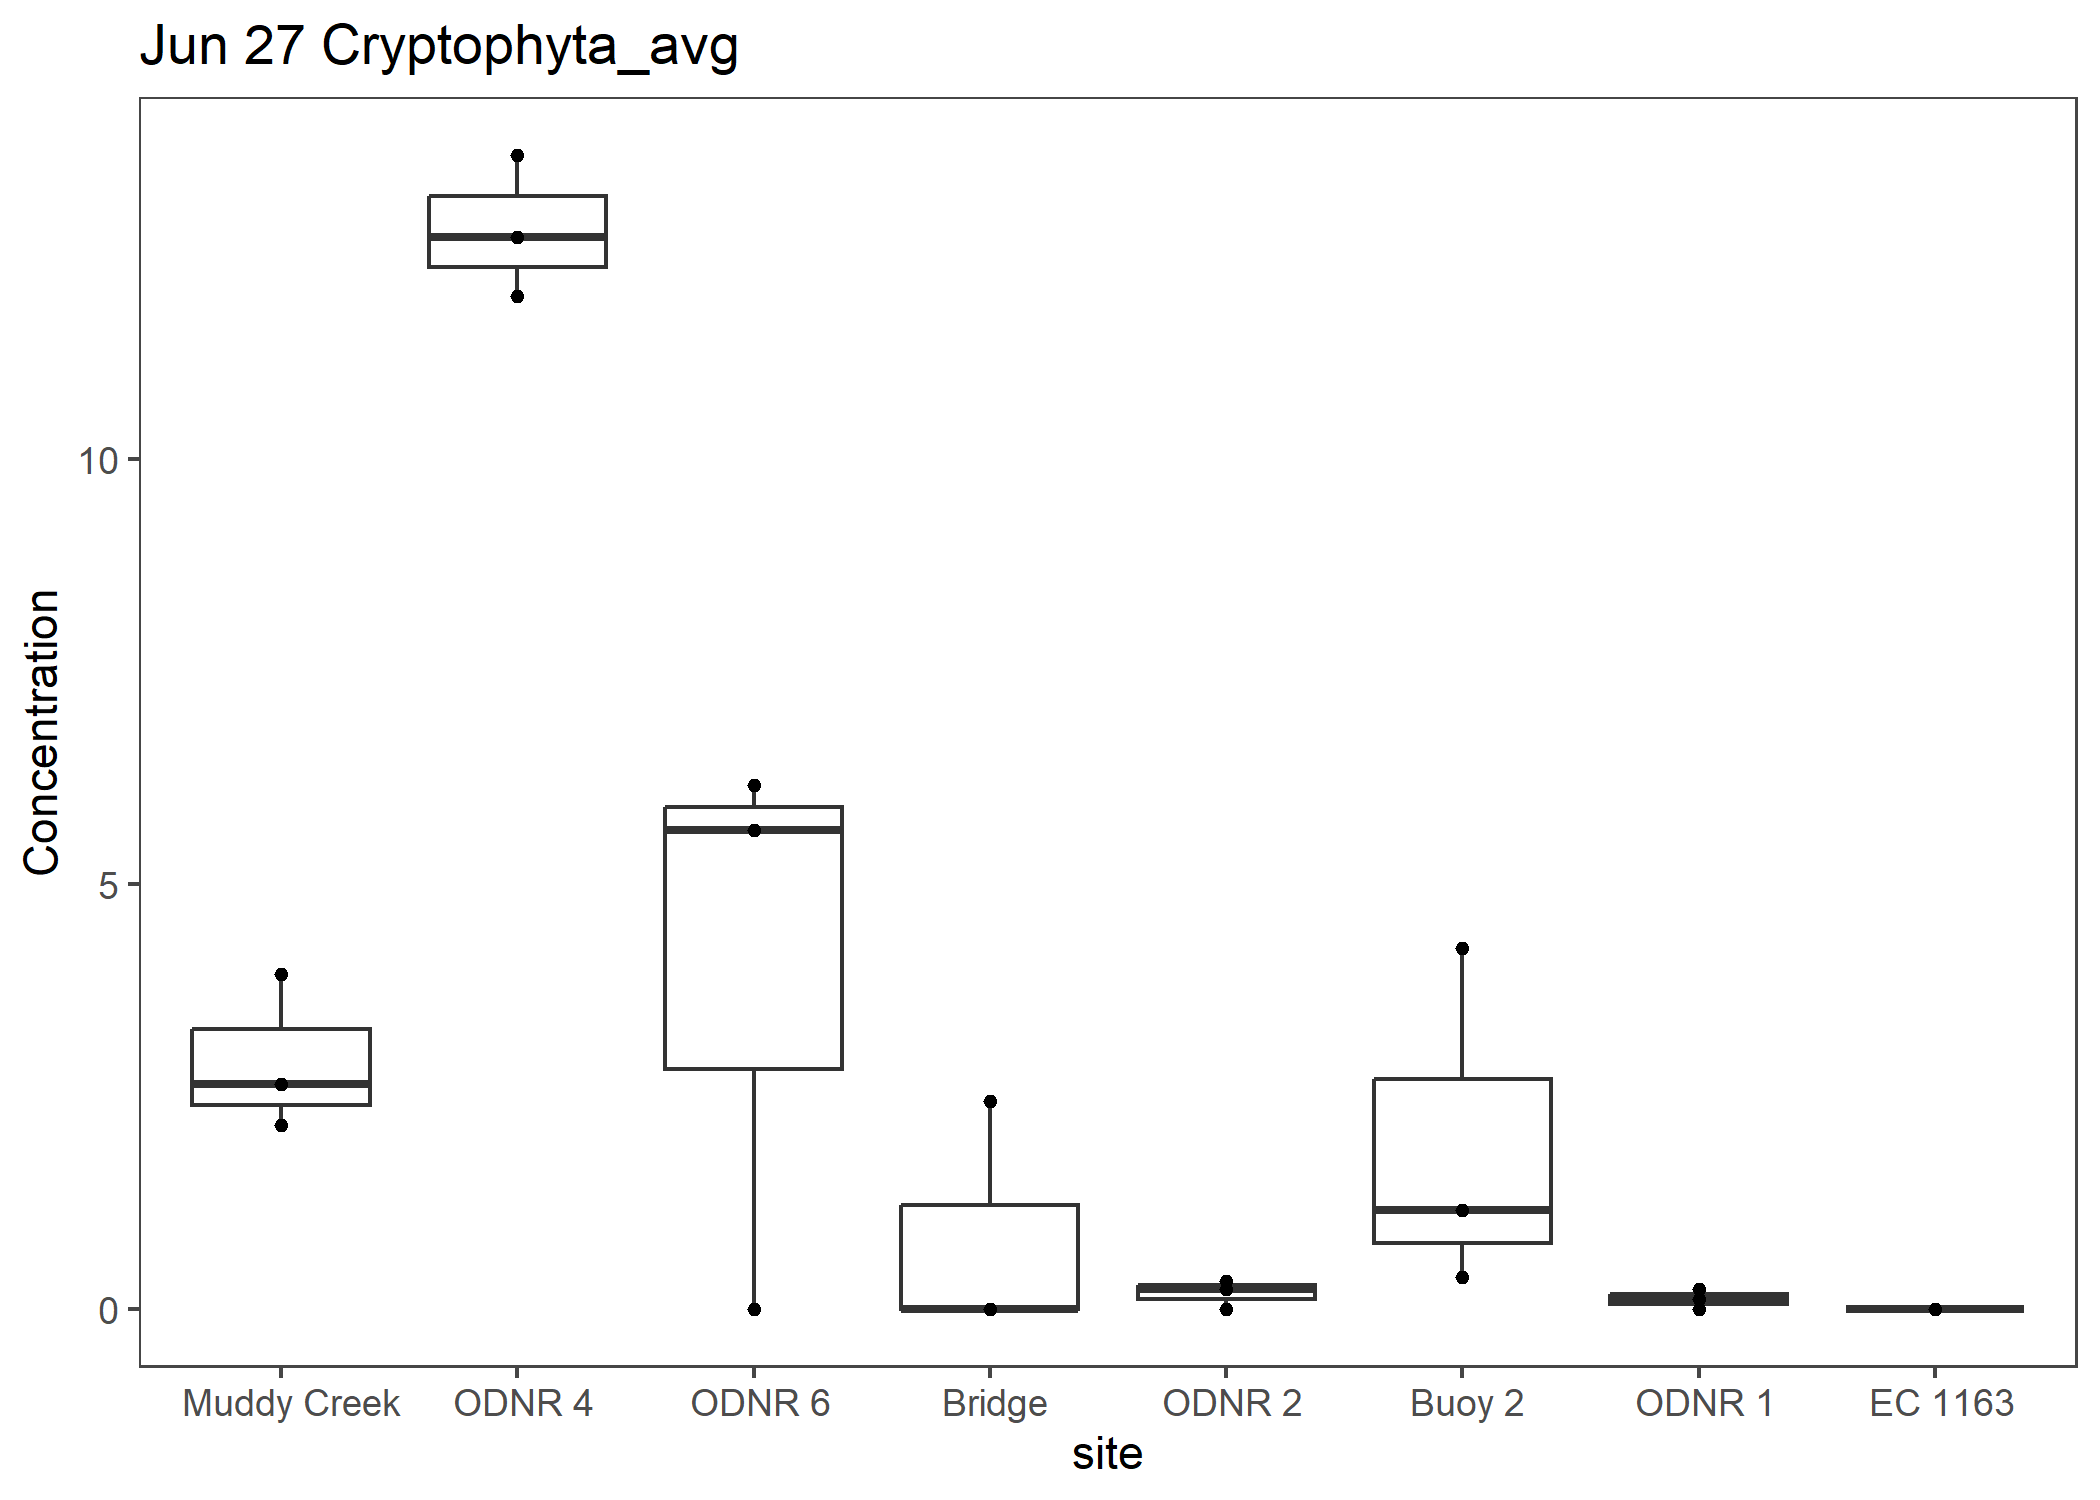 Jun 27 Cryptophyta_avg
Concentration
10
5
0
Muddy Creek ODNR 4 ODNR 6 Bridge ODNR 2 Buoy 2 ODNR 1 EC 1163
site